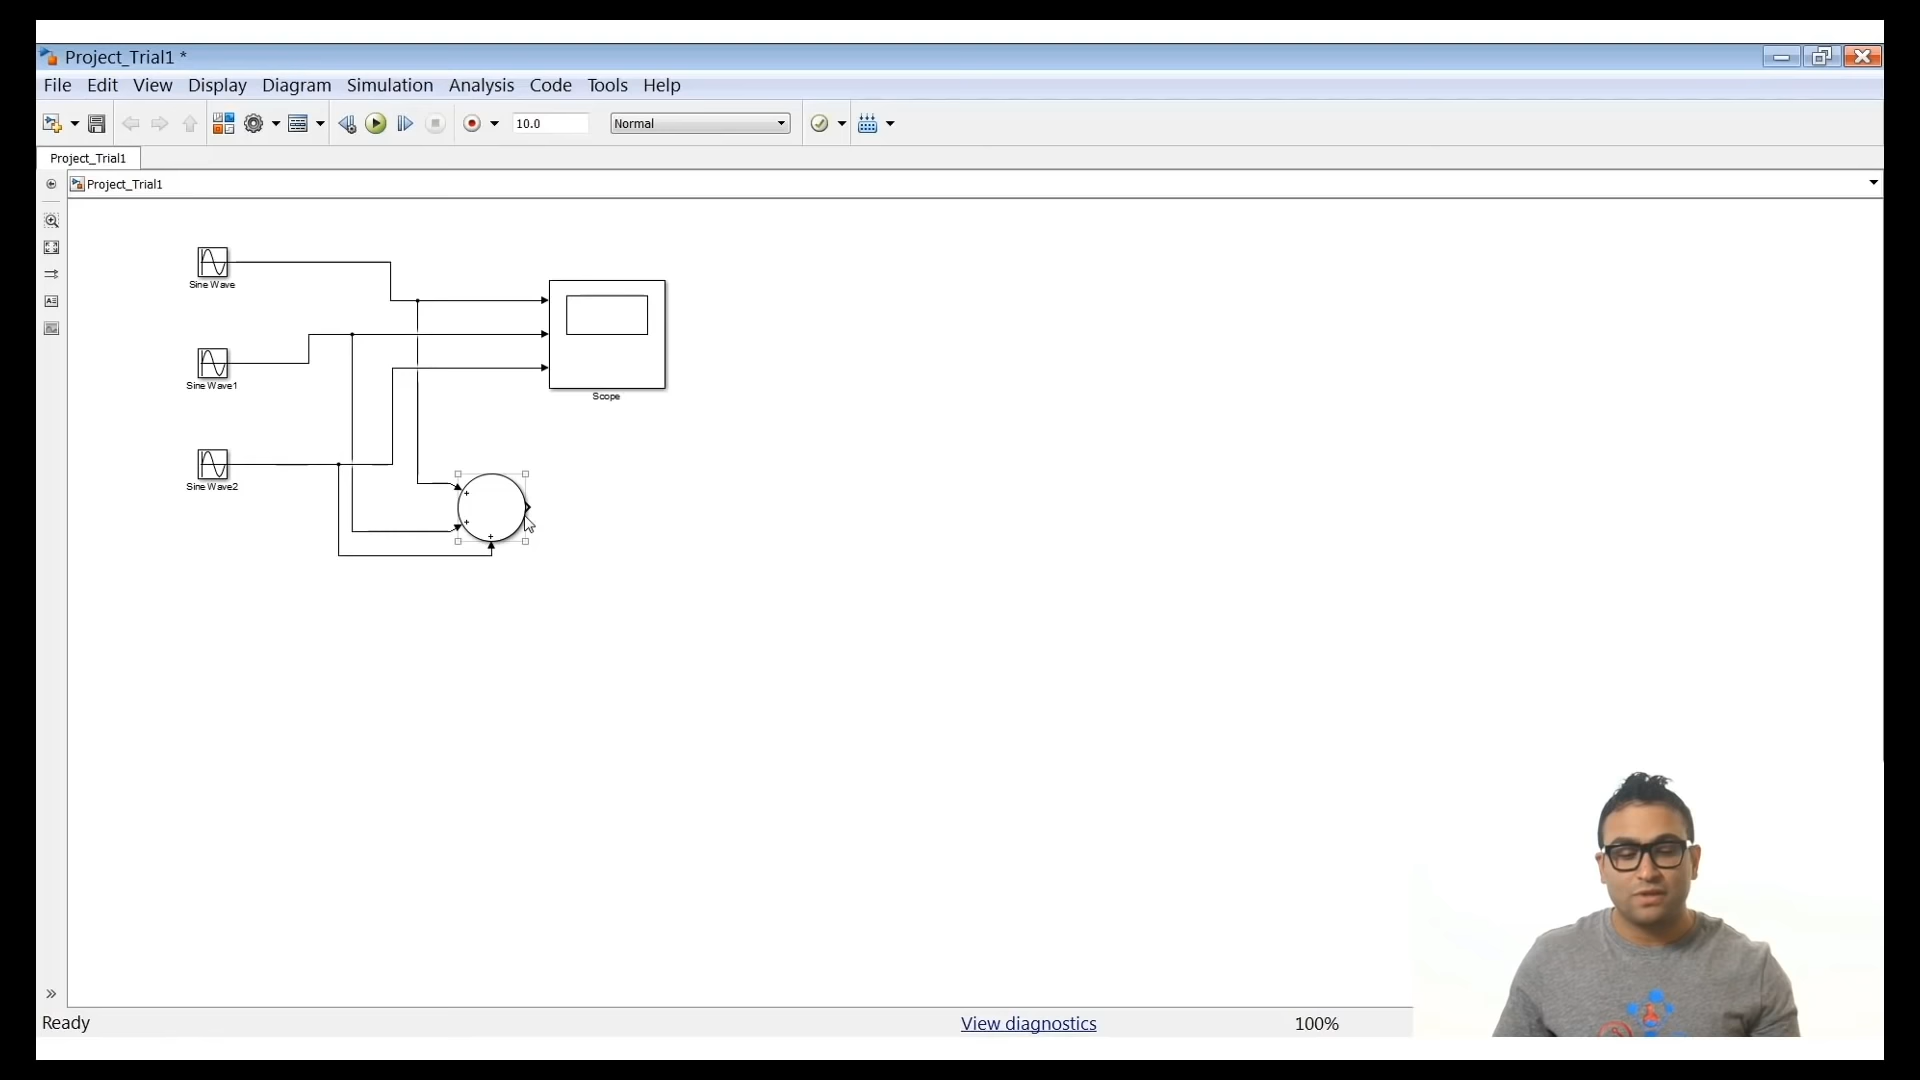 Project_Trial1 *
File Edit View Display Diagram Simulation Analysis Code Tools Help
10.0 Normal
Project_Trial1
Project_Trial1
Sine Wave
Sine Wave1
Scope
Sine Wave2
+
+
+
Ready View diagnostics 100%